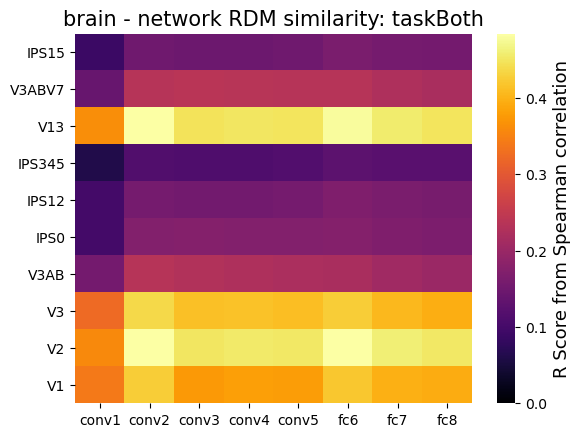 brain - network RDM similarity: taskBoth
IPS15
V3ABV7
V13
IPS345
IPS12
IPS0
V3AB
V3
V2
V1
conv1 conv2 conv3 conv4 conv5 fc6 fc7 fc8
0.4
0.3
0.2
0.1
0.0
R Score from Spearman correlation